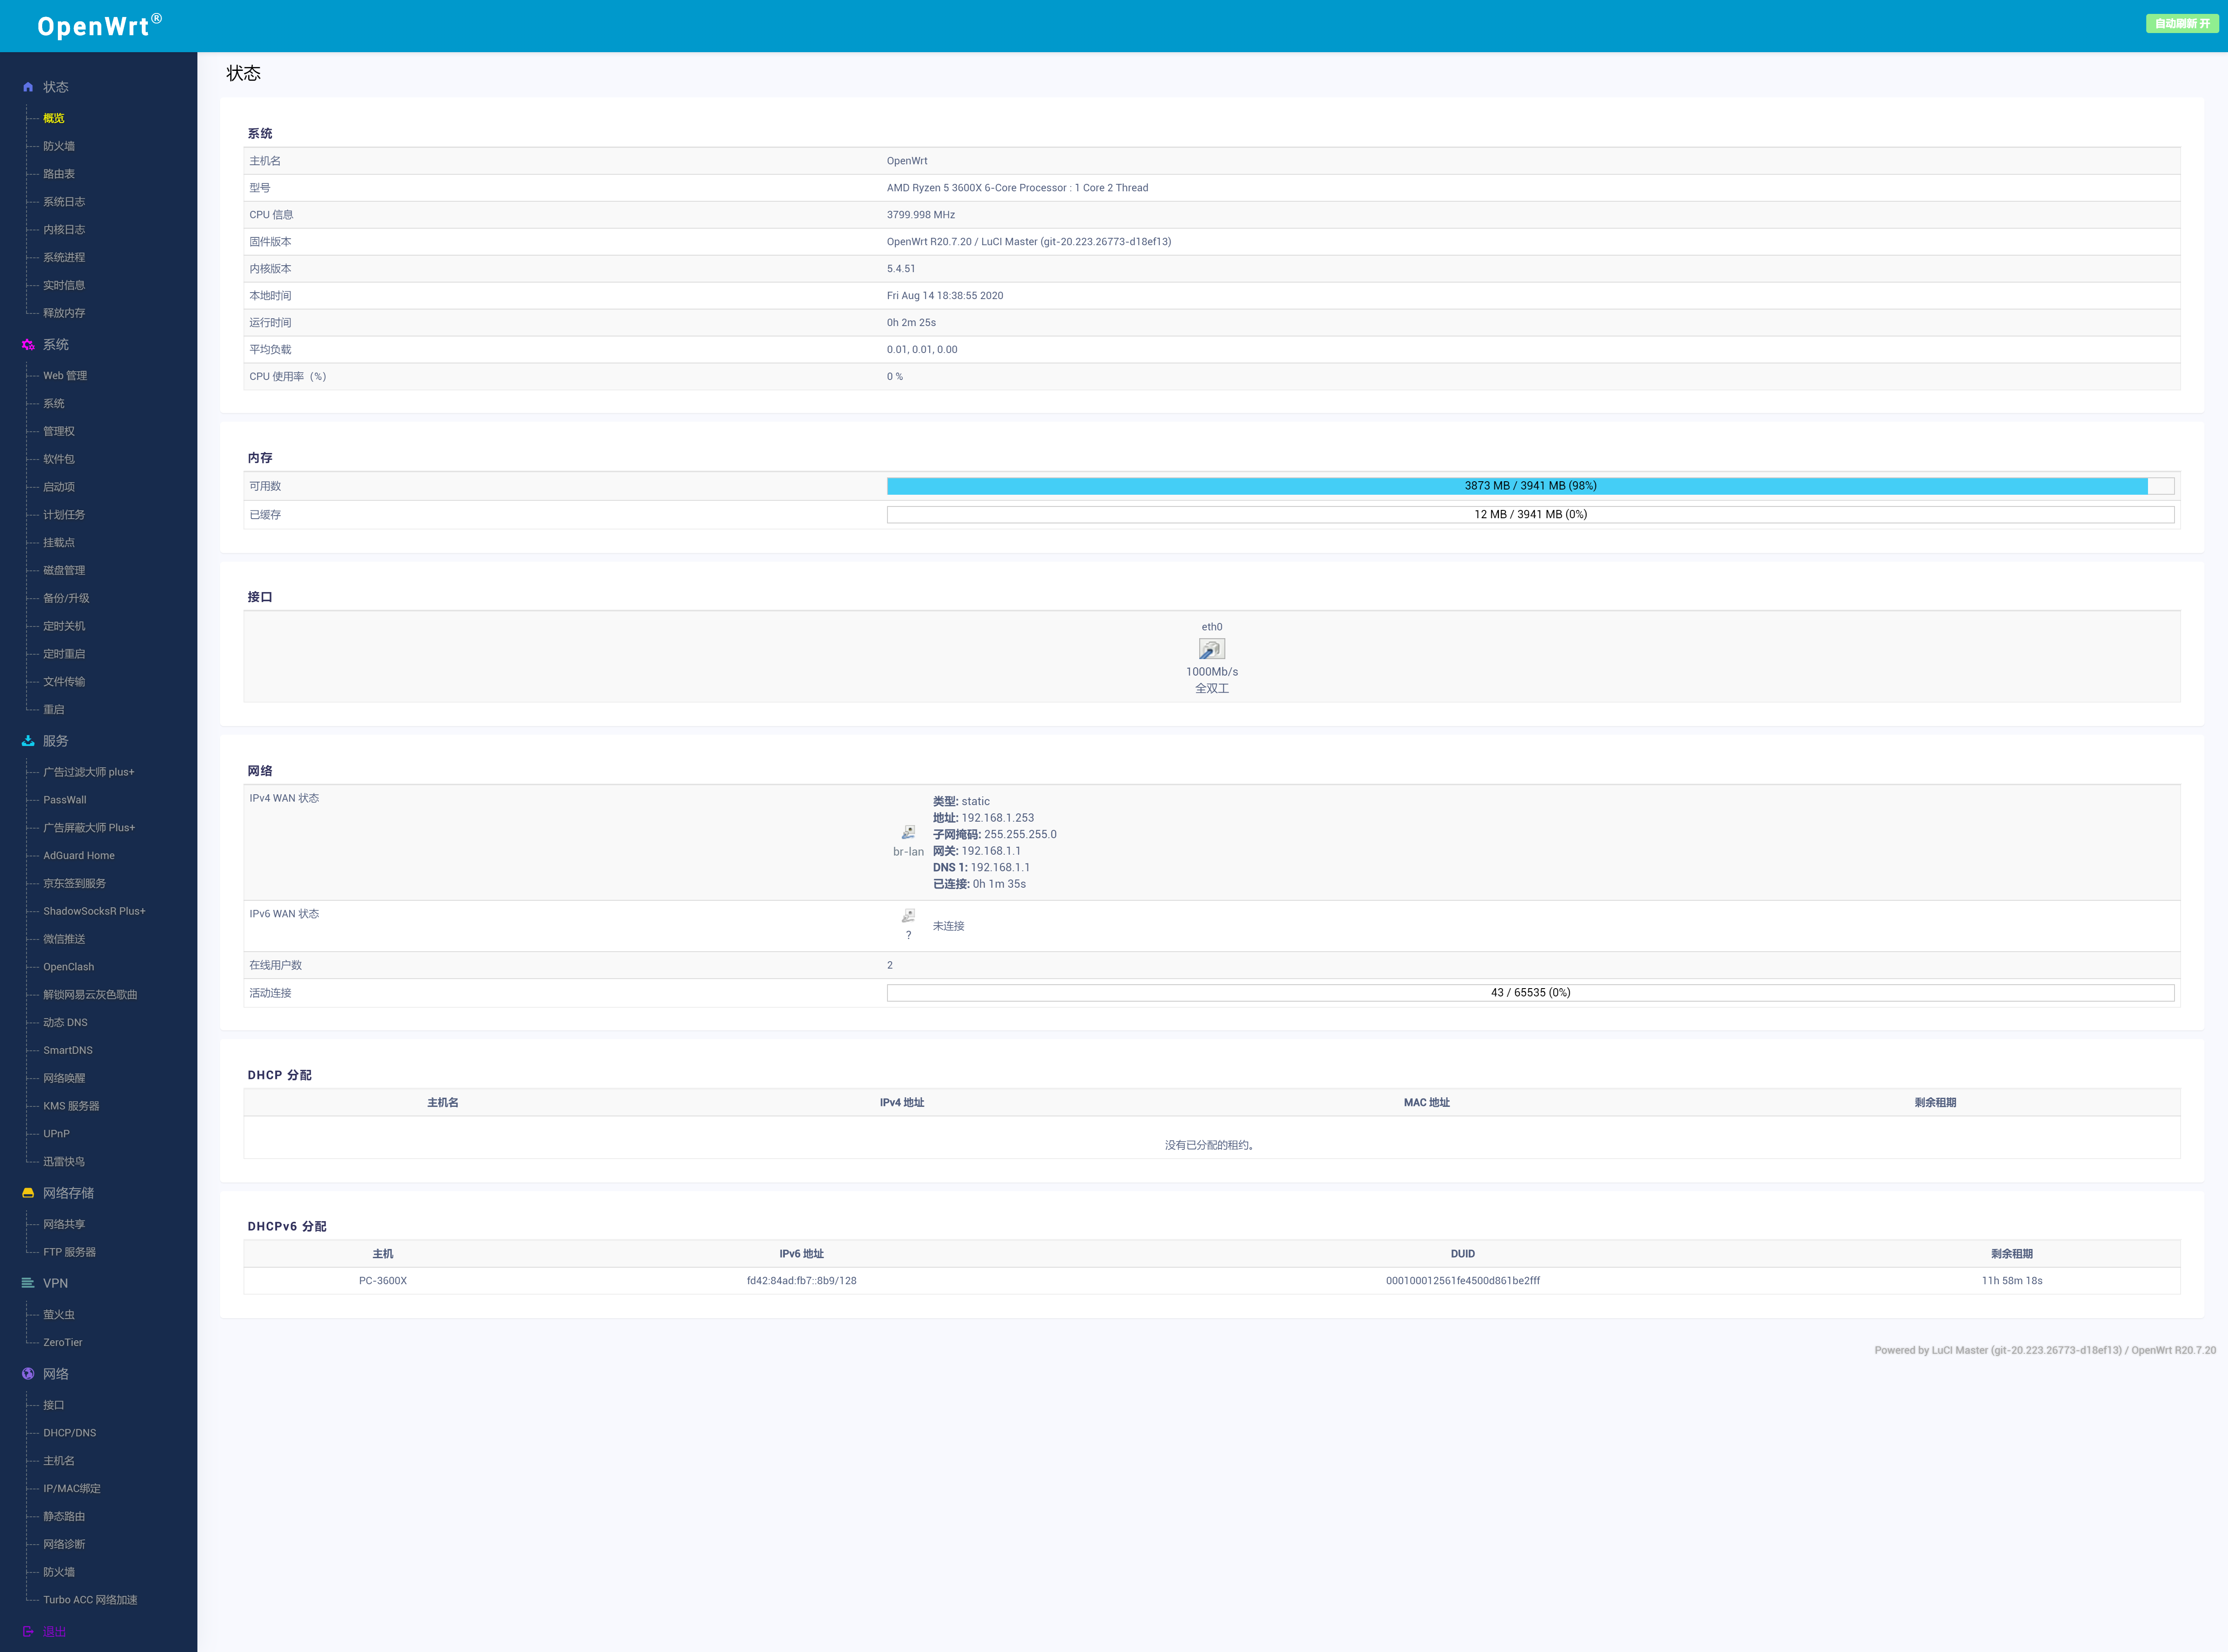 OpenWrt®
自动刷新 开
状态
概览
防火墙
路由表
系统日志
内核日志
系统进程
实时信息
释放内存
系统
Web 管理
系统
管理权
软件包
启动项
计划任务
挂载点
磁盘管理
备份/升级
定时关机
定时重启
文件传输
重启
服务
广告过滤大师 plus+
PassWall
广告屏蔽大师 Plus+
AdGuard Home
京东签到服务
ShadowSocksR Plus+
微信推送
OpenClash
解锁网易云灰色歌曲
动态 DNS
SmartDNS
网络唤醒
KMS 服务器
UPnP
迅雷快鸟
网络存储
网络共享
FTP 服务器
VPN
萤火虫
ZeroTier
网络
接口
DHCP/DNS
主机名
IP/MAC绑定
静态路由
网络诊断
防火墙
Turbo ACC 网络加速
退出
状态
系统
主机名 OpenWrt
型号 AMD Ryzen 5 3600X 6-Core Processor : 1 Core 2 Thread
CPU 信息 3799.998 MHz
固件版本 OpenWrt R20.7.20 / LuCI Master (git-20.223.26773-d18ef13)
内核版本 5.4.51
本地时间 Fri Aug 14 18:38:55 2020
运行时间 0h 2m 25s
平均负载 0.01, 0.01, 0.00
CPU 使用率（%） 0 %
内存
可用数 3873 MB / 3941 MB (98%)
已缓存 12 MB / 3941 MB (0%)
接口
eth0
1000Mb/s
全双工
网络
IPv4 WAN 状态
br-lan
类型: static
地址: 192.168.1.253
子网掩码: 255.255.255.0
网关: 192.168.1.1
DNS 1: 192.168.1.1
已连接: 0h 1m 35s
IPv6 WAN 状态
?
未连接
在线用户数 2
活动连接 43 / 65535 (0%)
DHCP 分配
主机名 IPv4 地址 MAC 地址 剩余租期
没有已分配的租约。
DHCPv6 分配
主机 IPv6 地址 DUID 剩余租期
PC-3600X fd42:84ad:fb7::8b9/128 000100012561fe4500d861be2fff 11h 58m 18s
Powered by LuCI Master (git-20.223.26773-d18ef13) / OpenWrt R20.7.20